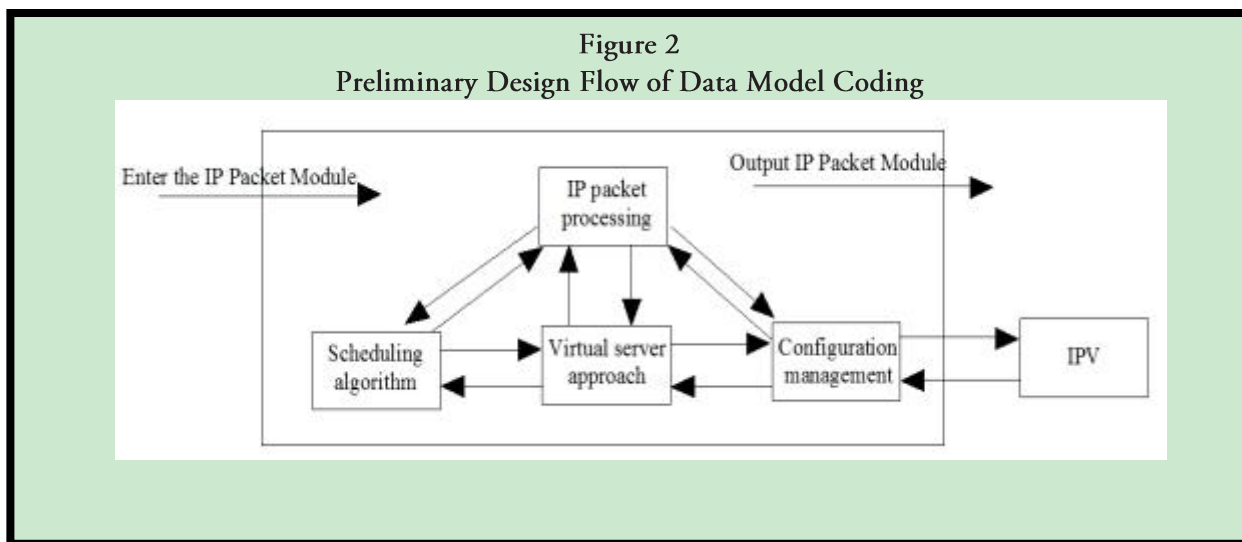 Figure 2
Preliminary Design Flow of Data Model Coding
Enter the IP Packet Module
Output IP Packet Module
IP packet
processing
Scheduling
algorithm
Virtual server
approach
Configuration
management
IPV